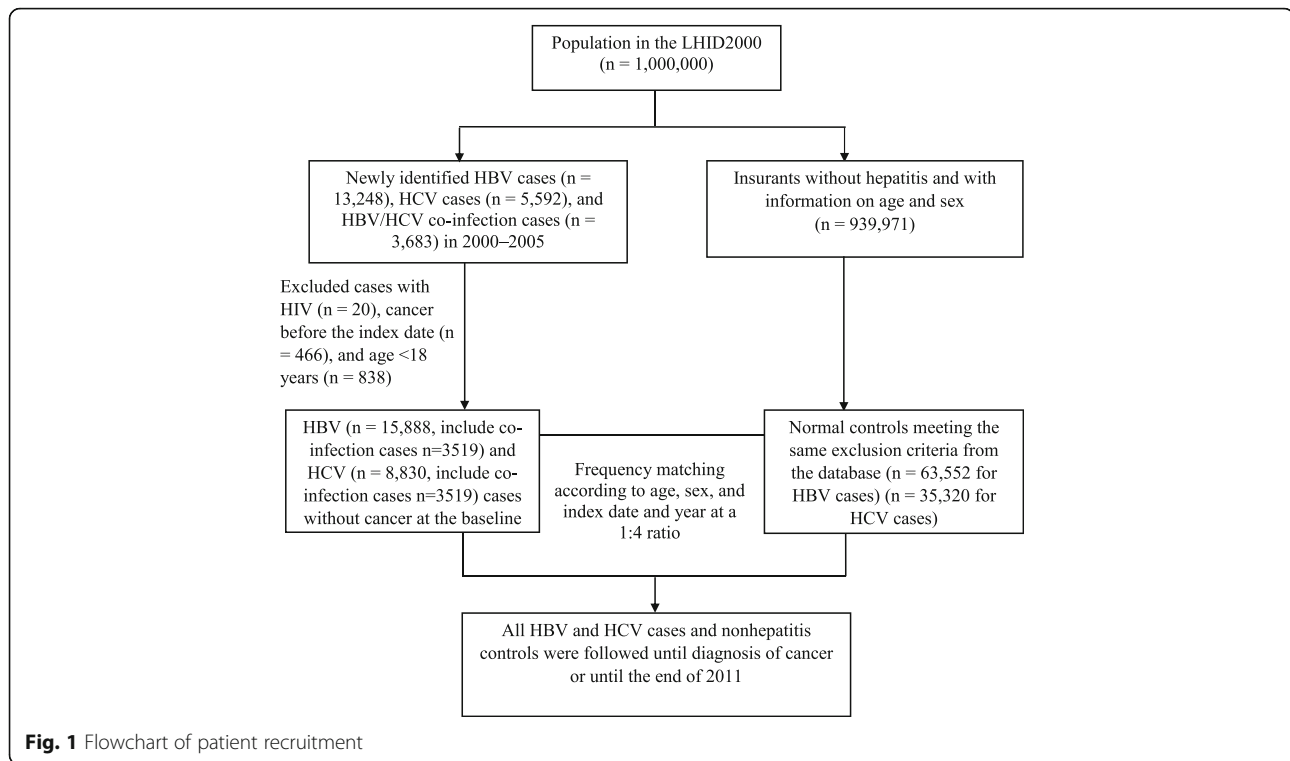 Population in the LHID2000
(n = 1,000,000)
Newly identified HBV cases (n =
13,248), HCV cases (n = 5,592), and
HBV/HCV co-infection cases (n =
3,683) in 2000–2005
Insurants without hepatitis and with
information on age and sex
(n = 939,971)
Excluded cases with
HIV (n = 20), cancer
before the index date (n
= 466), and age <18
years (n = 838)
HBV (n = 15,888, include co-
infection cases n=3519) and
HCV (n = 8,830, include co-
infection cases n=3519) cases
without cancer at the baseline
Frequency matching
according to age, sex, and
index date and year at a
1:4 ratio
Normal controls meeting the
same exclusion criteria from
the database (n = 63,552 for
HBV cases) (n = 35,320 for
HCV cases)
All HBV and HCV cases and nonhepatitis
controls were followed until diagnosis of cancer
or until the end of 2011
Fig. 1 Flowchart of patient recruitment